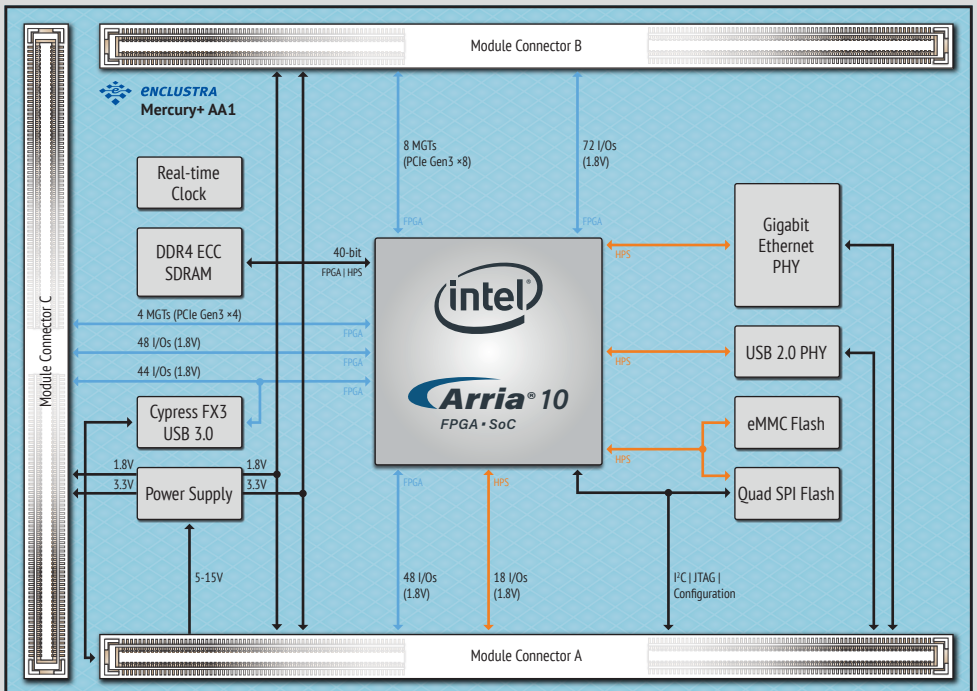 Module Connector B
enclustra
Mercury+ AA1
8 MGTs
(PCIe Gen3 ×8)
72 I/Os
(1.8V)
Real-time
Clock
FPGA
FPGA
Gigabit
Ethernet
PHY
DDR4 ECC
SDRAM
40-bit
FPGA | HPS
HPS
intel®
Module Connector C
4 MGTs (PCIe Gen3 ×4)
FPGA
48 I/Os (1.8V)
FPGA
HPS
USB 2.0 PHY
44 I/Os (1.8V)
FPGA
Arria® 10
FPGA • SoC
Cypress FX3
USB 3.0
eMMC Flash
HPS
1.8V
3.3V
Power Supply
1.8V
3.3V
FPGA
HPS
Quad SPI Flash
5-15V
48 I/Os
(1.8V)
18 I/Os
(1.8V)
I²C | JTAG |
Configuration
Module Connector A